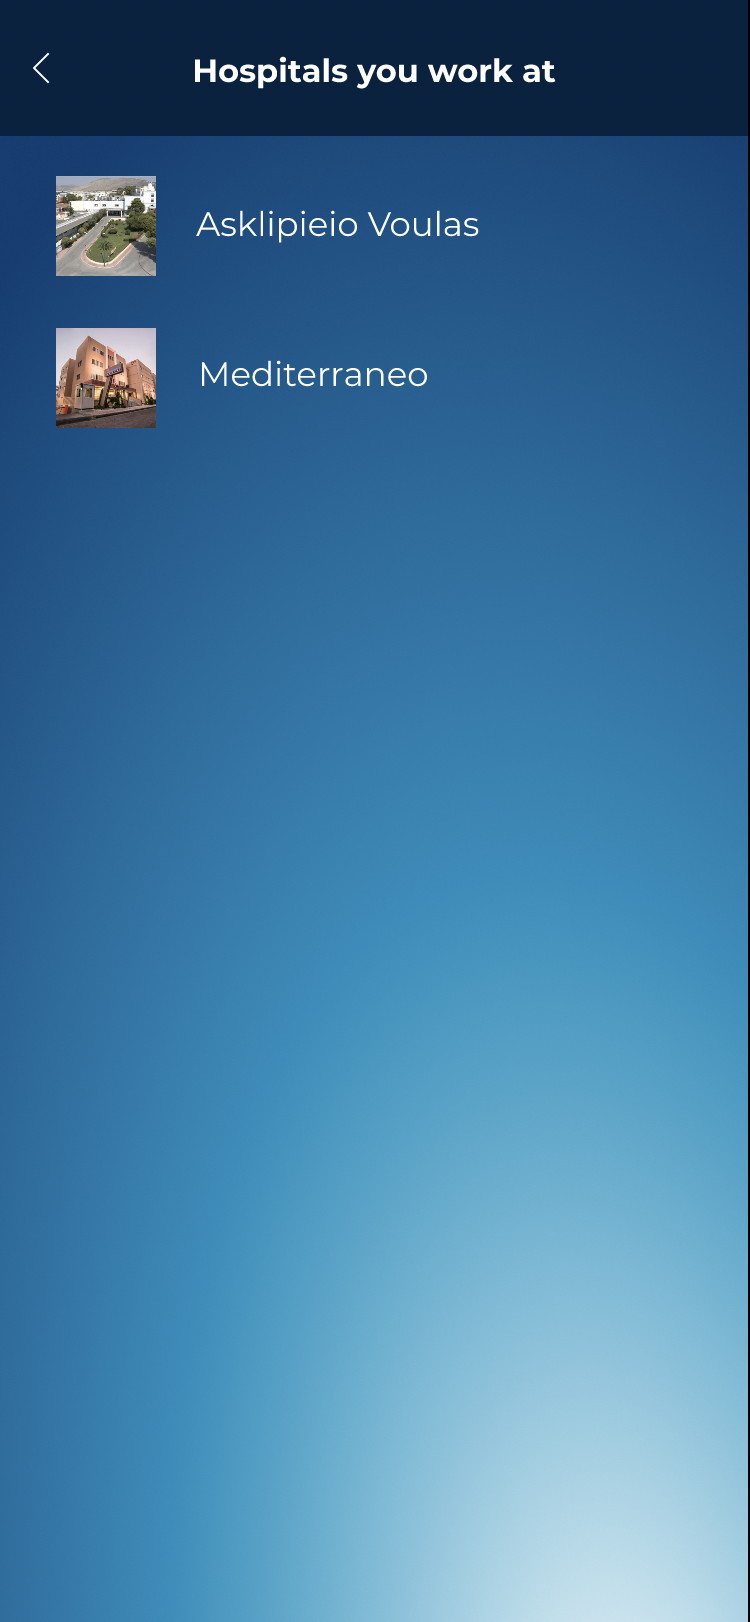 Hospitals you work at
Asklipieio Voulas
Mediterraneo